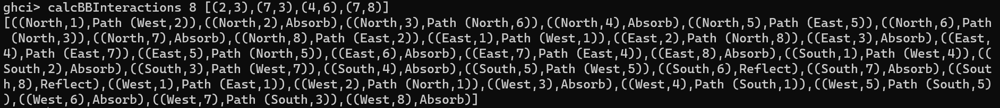 ghci> calcBBInteractions 8 [(2,3),(7,3),(4,6),(7,8)]
[((North,1),Path (West,2)),((North,2),Absorb),((North,3),Path (North,6)),((North,4),Absorb),((North,5),Path (East,5)),((North,6),Path
 (North,3)),((North,7),Absorb),((North,8),Path (East,2)),((East,1),Path (West,1)),((East,2),Path (North,8)),((East,3),Absorb),((East,
4),Path (East,7)),((East,5),Path (North,5)),((East,6),Absorb),((East,7),Path (East,4)),((East,8),Absorb),((South,1),Path (West,4)),((
South,2),Absorb),((South,3),Path (West,7)),((South,4),Absorb),((South,5),Path (West,5)),((South,6),Reflect),((South,7),Absorb),((Sout
h,8),Reflect),((West,1),Path (East,1)),((West,2),Path (North,1)),((West,3),Absorb),((West,4),Path (South,1)),((West,5),Path (South,5)
),((West,6),Absorb),((West,7),Path (South,3)),((West,8),Absorb)]